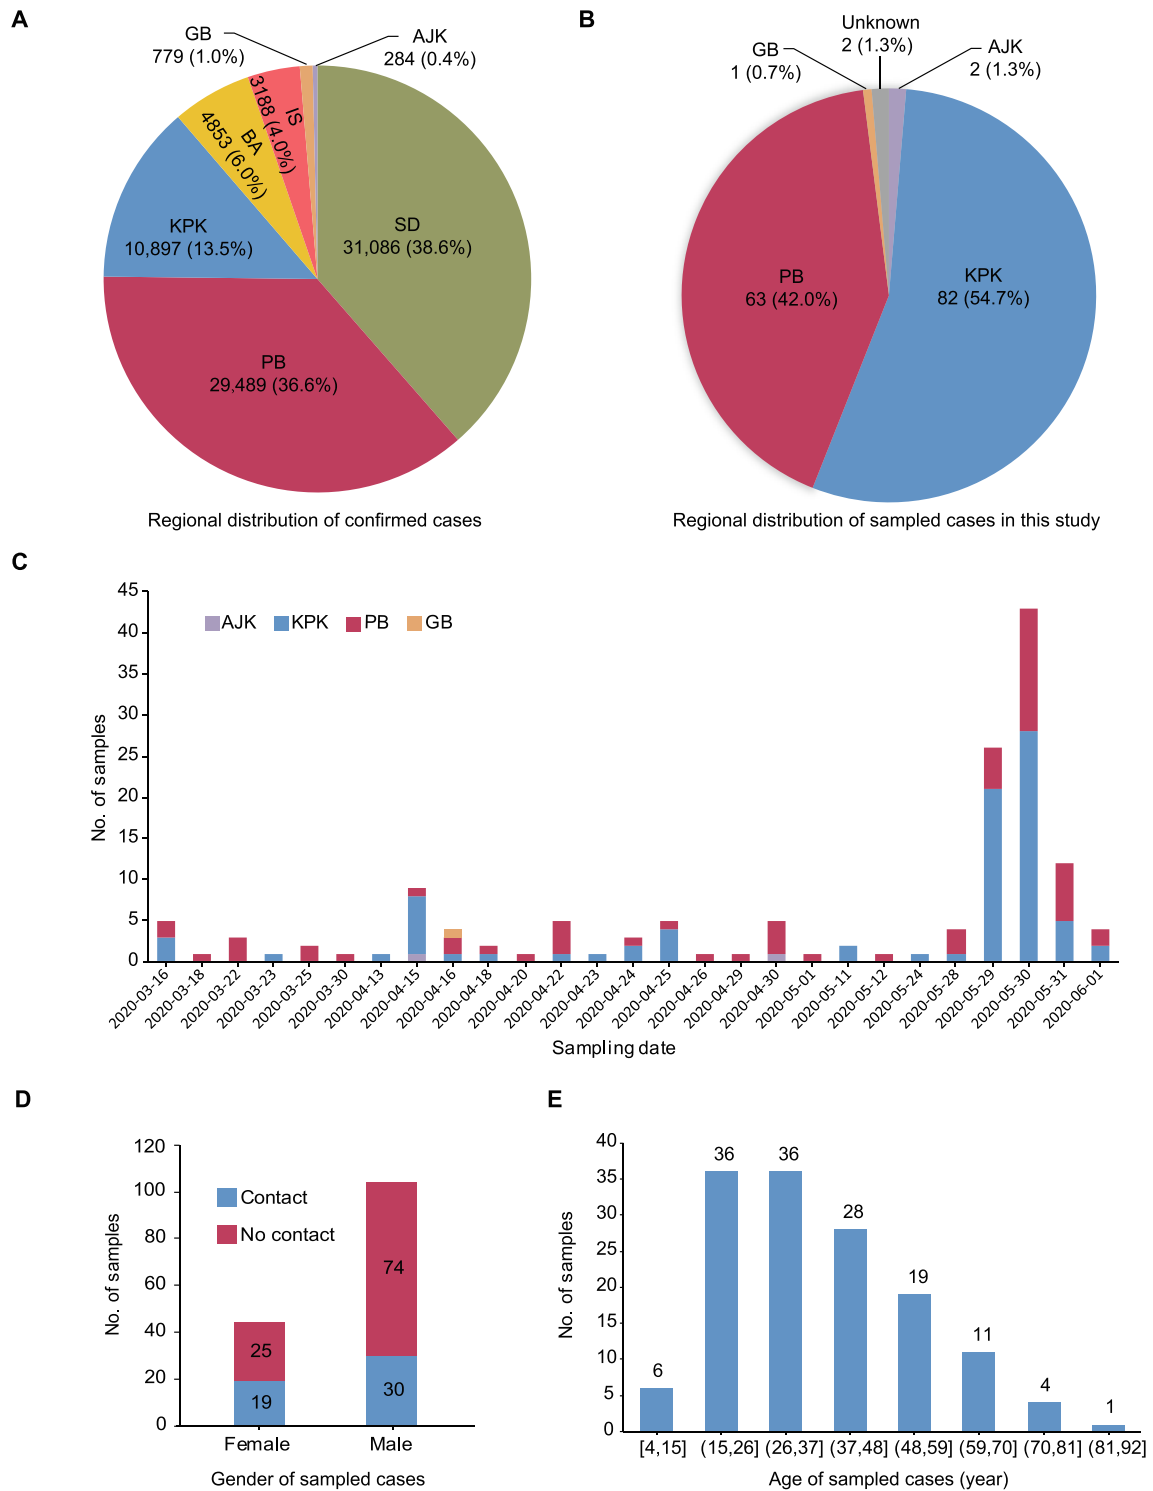 A
GB
779 (1.0%)
AJK
284 (0.4%)
IS
3188 (4.0%)
BA
4853 (6.0%)
KPK
10,897 (13.5%)
SD
31,086 (38.6%)
PB
29,489 (36.6%)
Regional distribution of confirmed cases
B
Unknown
2 (1.3%)
GB
1 (0.7%)
AJK
2 (1.3%)
PB
63 (42.0%)
KPK
82 (54.7%)
Regional distribution of sampled cases in this study
C
No. of samples
45
40
35
30
25
20
15
10
5
0
AJK KPK PB GB
2020-03-16
2020-03-18
2020-03-22
2020-03-23
2020-03-25
2020-03-30
2020-04-13
2020-04-15
2020-04-16
2020-04-18
2020-04-20
2020-04-22
2020-04-23
2020-04-24
2020-04-25
2020-04-26
2020-04-29
2020-04-30
2020-05-01
2020-05-11
2020-05-12
2020-05-24
2020-05-28
2020-05-29
2020-05-30
2020-05-31
2020-06-01
Sampling date
D
No. of samples
120
100
80
60
40
20
0
Contact
No contact
25
19
74
30
Female Male
Gender of sampled cases
E
No. of samples
40
35
30
25
20
15
10
5
0
6
36
36
28
19
11
4
1
[4,15] (15,26] (26,37] (37,48] (48,59] (59,70] (70,81] (81,92]
Age of sampled cases (year)